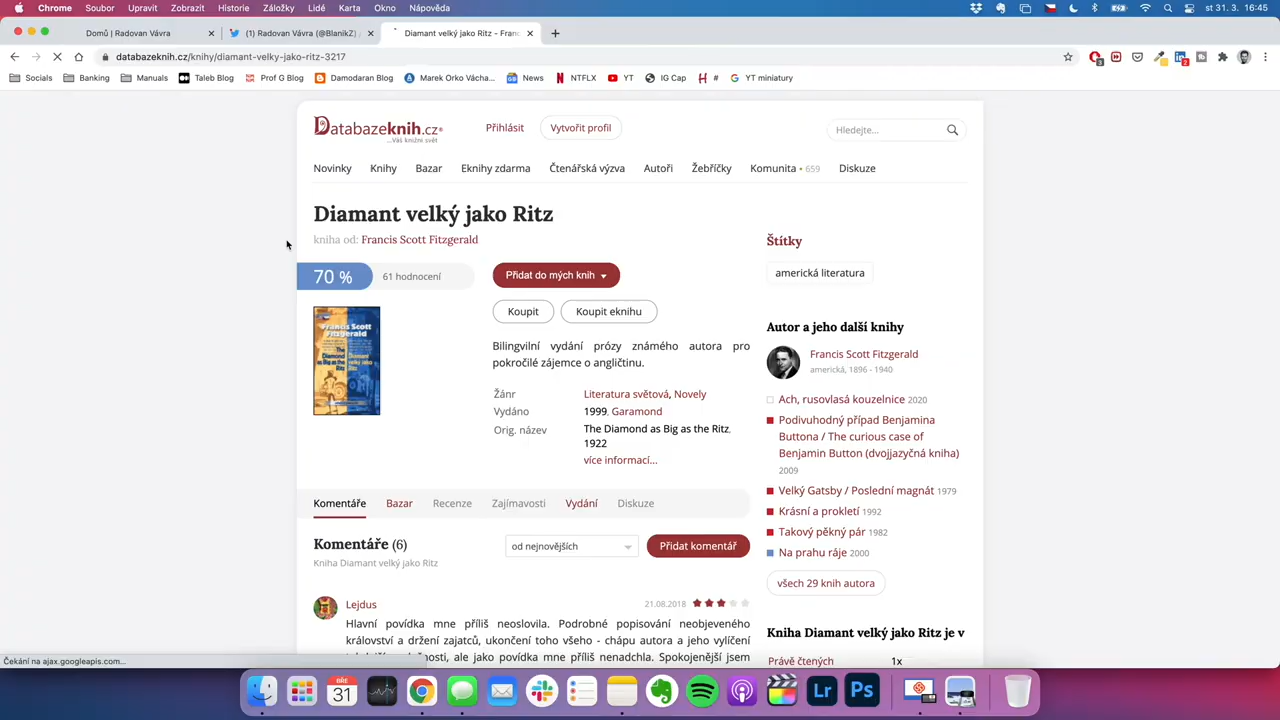 Chrome Soubor Upravit Zobrazit Historie Záložky Lidé Karta Okno Nápověda
st 31. 3. 16:45
Domů | Radovan Vávra
(1) Radovan Vávra (@BlanikZ) /
Diamant velký jako Ritz - Franc
databazeknih.cz/knihy/diamant-velky-jako-ritz-3217
Socials Banking Manuals Taleb Blog Prof G Blog Damodaran Blog Marek Orko Vácha... News NTFLX YT IG Cap # YT miniatury
Databazeknih.cz
...Váš knižní svět
Přihlásit
Vytvořit profil
Hledejte...
Novinky Knihy Bazar Eknihy zdarma Čtenářská výzva Autoři Žebříčky Komunita • 659 Diskuze
Diamant velký jako Ritz
kniha od: Francis Scott Fitzgerald
70 %
61 hodnocení
Přidat do mých knih
Koupit
Koupit eknihu
Francis Scott
Fitzgerald
Bilingvilní vydání prózy známého autora pro
pokročilé zájemce o angličtinu.
Žánr Literatura světová, Novely
Vydáno 1999, Garamond
Orig. název The Diamond as Big as the Ritz,
1922
více informací...
Štítky
americká literatura
Autor a jeho další knihy
Francis Scott Fitzgerald
americká, 1896 - 1940
Ach, rusovlasá kouzelnice 2020
Podivuhodný případ Benjamina
Buttona / The curious case of
Benjamin Button (dvojjazyčná kniha)
2009
Velký Gatsby / Poslední magnát 1979
Krásní a prokletí 1992
Takový pěkný pár 1982
Na prahu ráje 2000
všech 29 knih autora
Kniha Diamant velký jako Ritz je v
Právě čtených 1x
Komentáře Bazar Recenze Zajímavosti Vydání Diskuze
Komentáře (6)
Kniha Diamant velký jako Ritz
od nejnovějších
Přidat komentář
Lejdus
21.08.2018
Hlavní povídka mne příliš neoslovila. Podrobné popisování neobjeveného
království a držení zajatců, ukončení toho všeho - chápu autora a jeho vylíčení
ale jako povídka mne příliš nenadchla. Spokojenější jsem
Čekání na ajax.googleapis.com...
BŘE
31
Lr
Ps